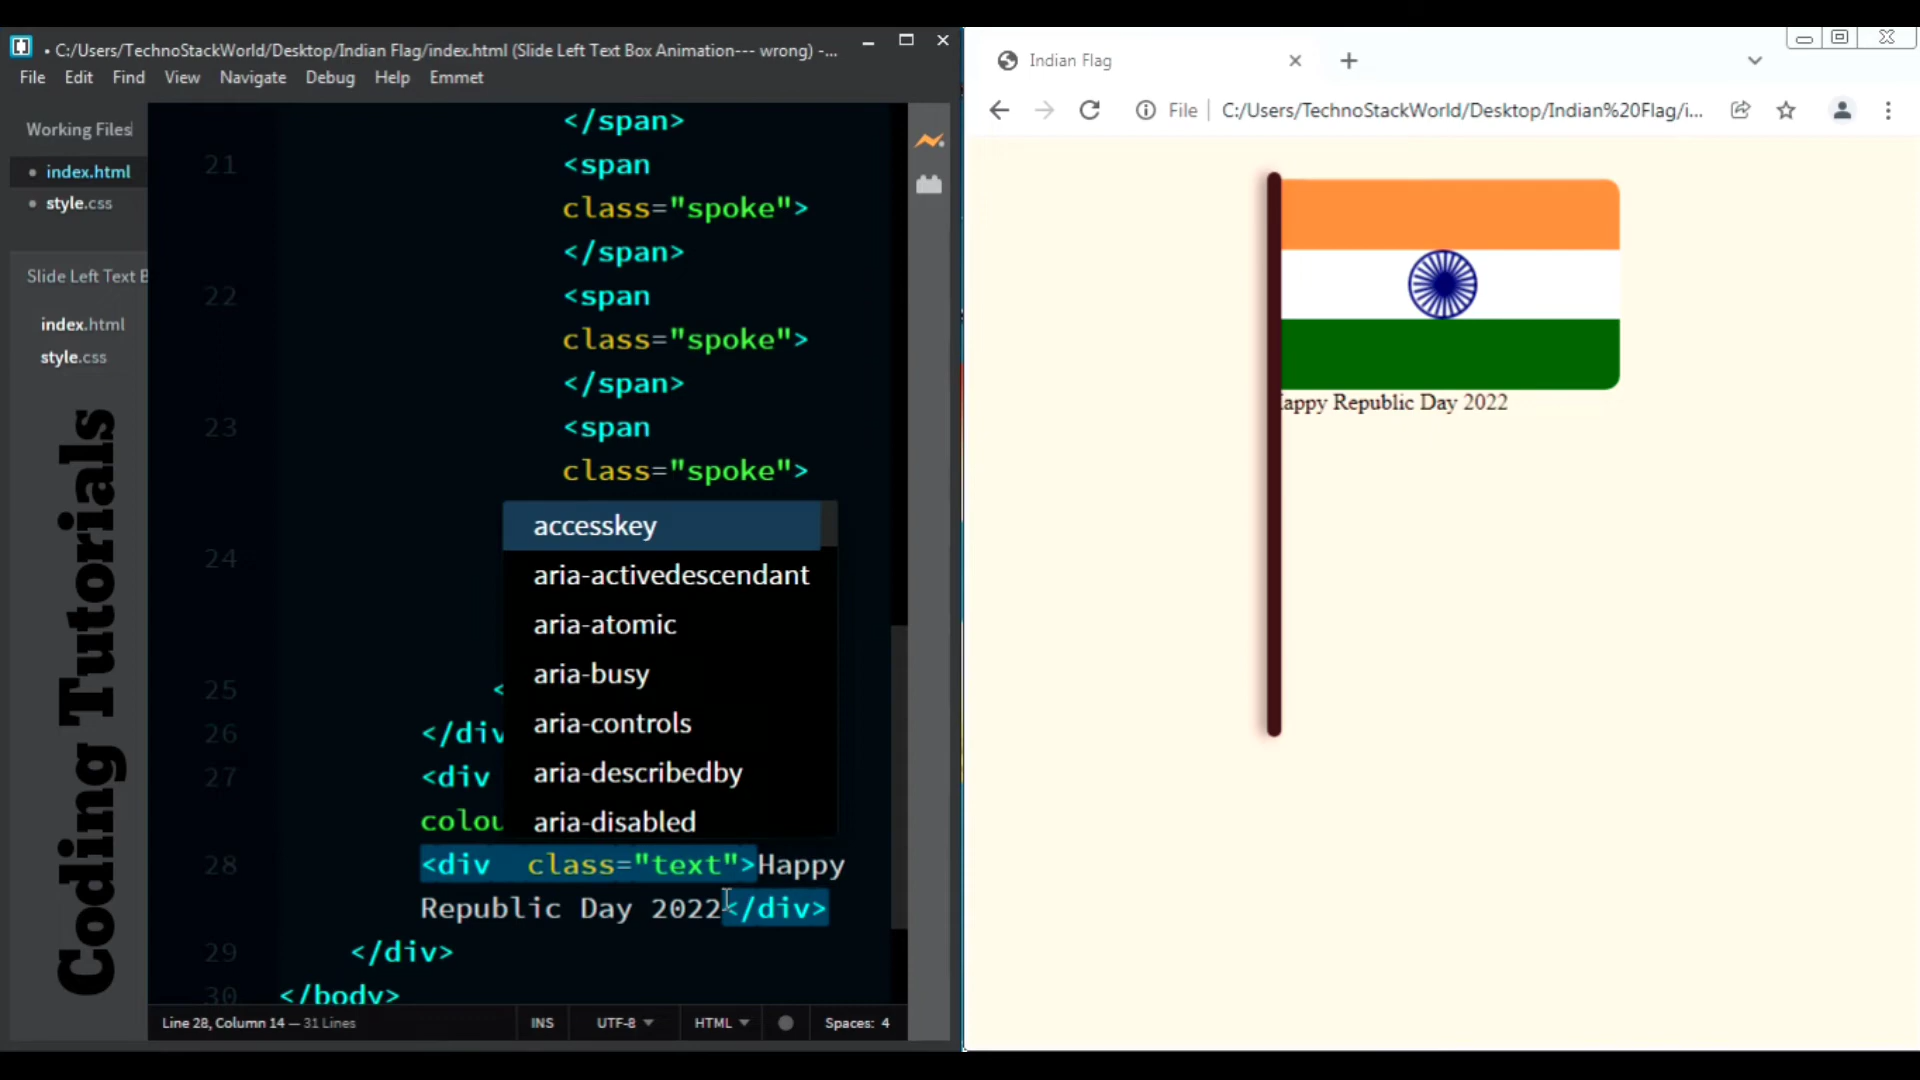 • C:/Users/TechnoStackWorld/Desktop/Indian Flag/index.html (Slide Left Text Box Animation--- wrong) -...
File Edit Find View Navigate Debug Help Emmet
Working Files
index.html
style.css
Slide Left Text B
index.html
style.css
Coding Tutorials
</span>
21 <span
class="spoke">
</span>
22 <span
class="spoke">
</span>
23 <span
class="spoke">
24
accesskey
aria-activedescendant
aria-atomic
aria-busy
aria-controls
aria-describedby
aria-disabled
25 <
26 </div
27 <div
colou
28 <div  class="text">Happy
Republic Day 2022</div>
29 </div>
30 </body>
Line 28, Column 14 — 31 Lines
INS
UTF-8
HTML
Spaces: 4
Indian Flag
File
C:/Users/TechnoStackWorld/Desktop/Indian%20Flag/i...
appy Republic Day 2022